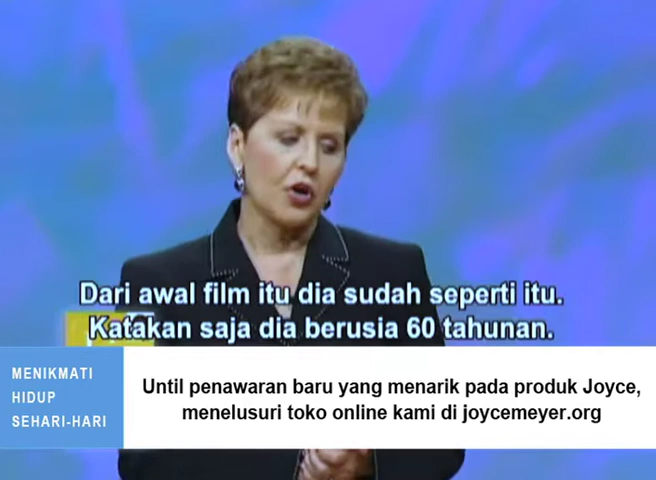 Dari awal film itu dia sudah seperti itu.
Katakan saja dia berusia 60 tahunan.
MENIKMATI
HIDUP
SEHARI-HARI
Until penawaran baru yang menarik pada produk Joyce,
menelusuri toko online kami di joycemeyer.org